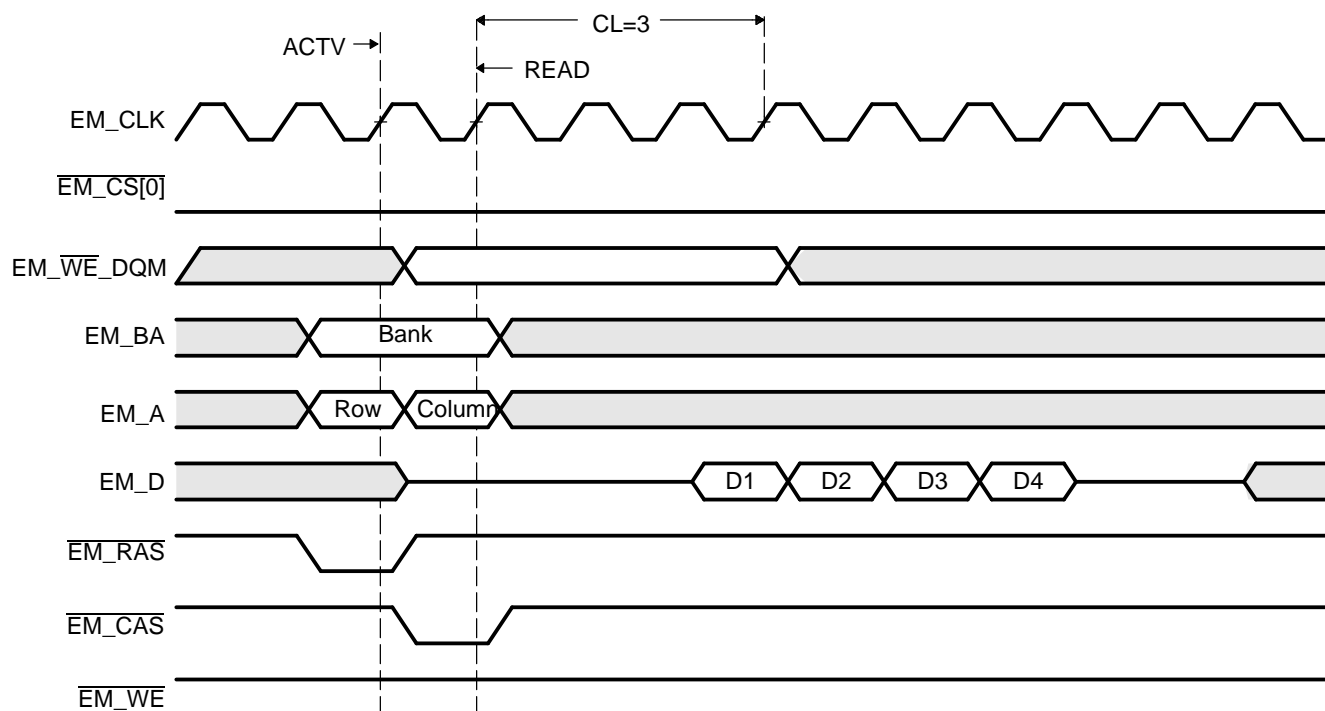 CL=3
ACTV
READ
EM_CLK
EM_CS[0]
EM_WE_DQM
EM_BA
Bank
EM_A
Row
Column
EM_D
D1
D2
D3
D4
EM_RAS
EM_CAS
EM_WE